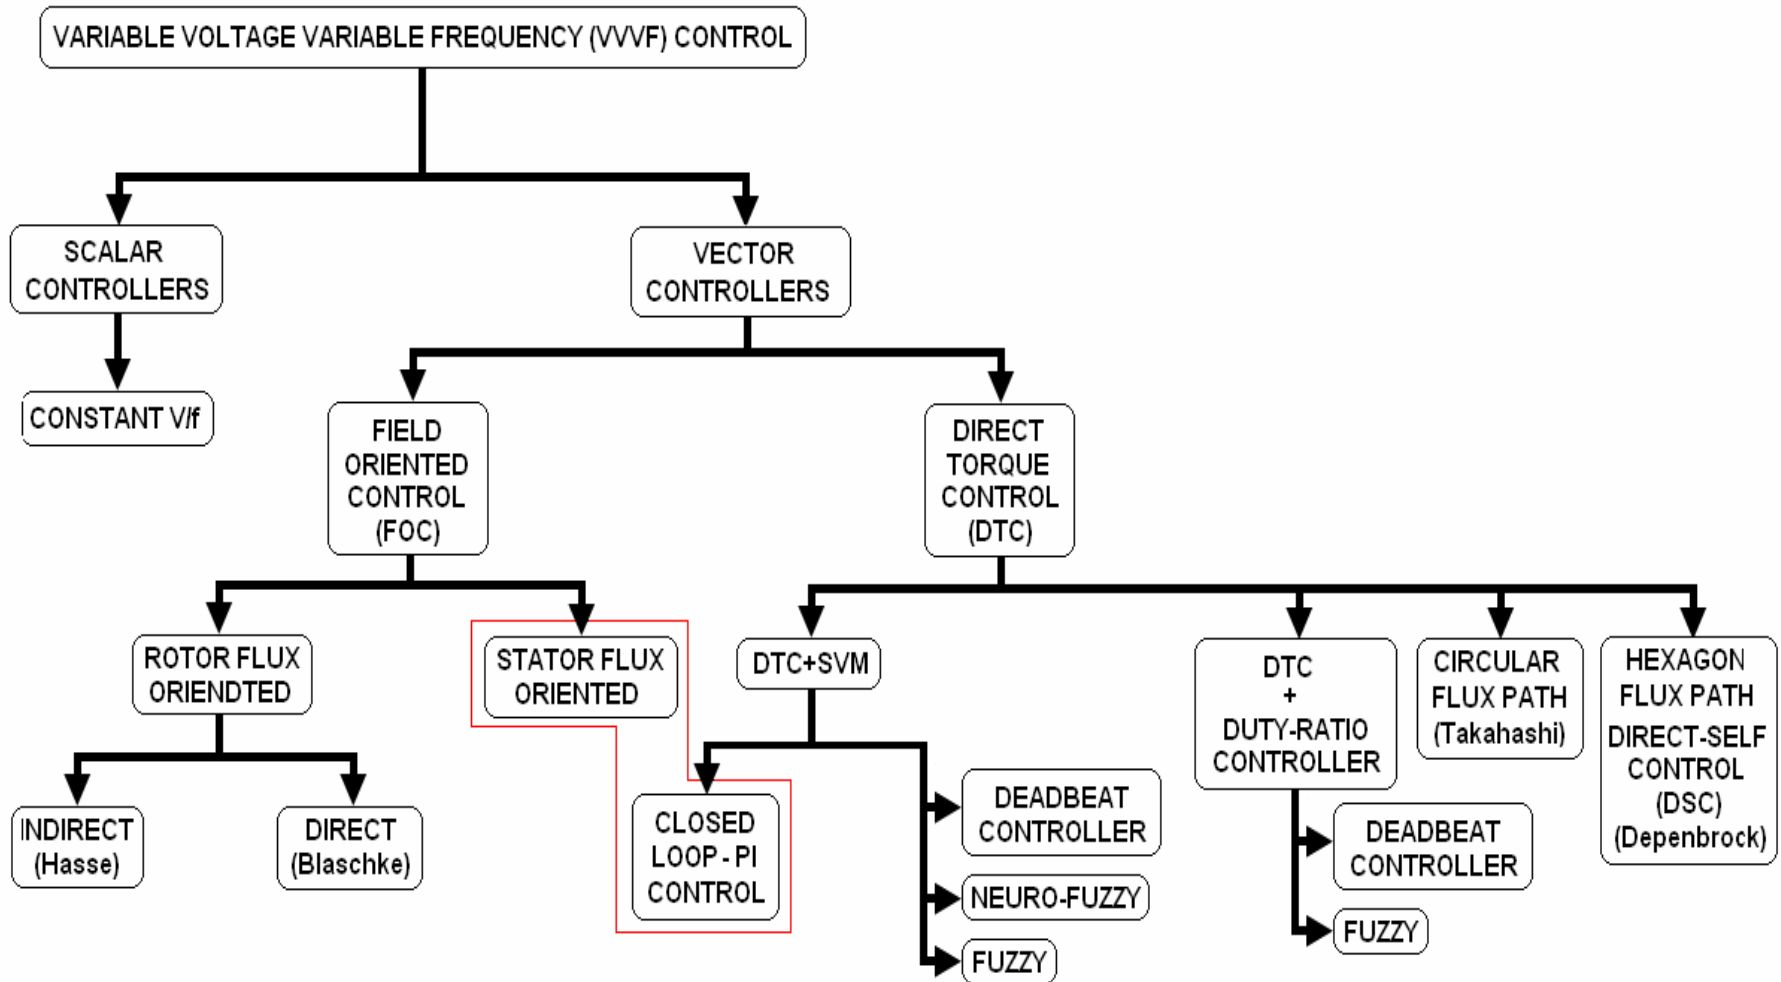 VARIABLE VOLTAGE VARIABLE FREQUENCY (VVVF) CONTROL
SCALAR
CONTROLLERS
VECTOR
CONTROLLERS
CONSTANT V/f
FIELD
ORIENTED
CONTROL
(FOC)
DIRECT
TORQUE
CONTROL
(DTC)
ROTOR FLUX
ORIENDTED
STATOR FLUX
ORIENTED
DTC+SVM
DTC
+
DUTY-RATIO
CONTROLLER
CIRCULAR
FLUX PATH
(Takahashi)
HEXAGON
FLUX PATH
DIRECT-SELF
CONTROL
(DSC)
(Depenbrock)
INDIRECT
(Hasse)
DIRECT
(Blaschke)
CLOSED
LOOP - PI
CONTROL
DEADBEAT
CONTROLLER
NEURO-FUZZY
FUZZY
DEADBEAT
CONTROLLER
FUZZY